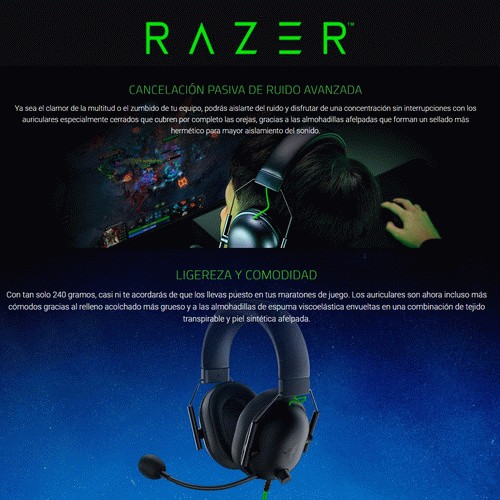 RAZER™
CANCELACIÓN PASIVA DE RUIDO AVANZADA
Ya sea el clamor de la multitud o el zumbido de tu equipo, podrás aislarte del ruido y disfrutar de una concentración sin interrupciones con los
auriculares especialmente cerrados que cubren por completo las orejas, gracias a las almohadillas afelpadas que forman un sellado más
hermético para mayor aislamiento del sonido.
LIGEREZA Y COMODIDAD
Con tan solo 240 gramos, casi ni te acordarás de que los llevas puesto en tus maratones de juego. Los auriculares son ahora incluso más
cómodos gracias al relleno acolchado más grueso y a las almohadillas de espuma viscoelástica envueltas en una combinación de tejido
transpirable y piel sintética afelpada.